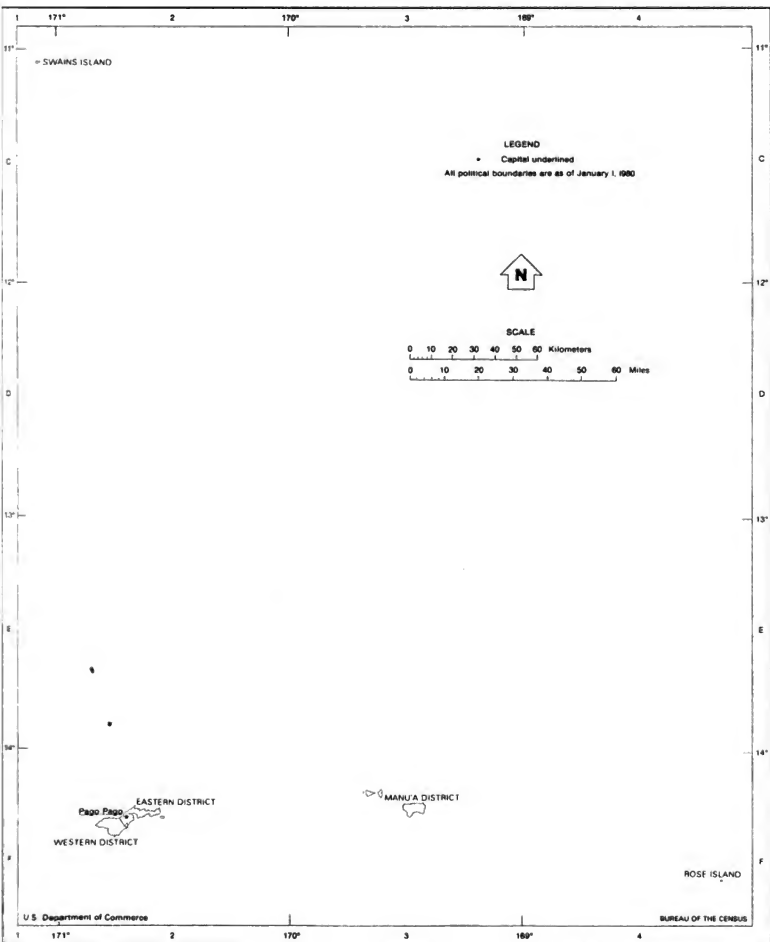 1 171° 2 170° 3 169° 4
11° 11°
SWAINS ISLAND
LEGEND
C Capital underlined C
All political boundaries are as of January 1, 1980
N
12° 12°
SCALE
0 10 20 30 40 50 60 Kilometers
0 10 20 30 40 50 60 Miles
D D
13° 13°
E E
14° 14°
MANU'A DISTRICT
EASTERN DISTRICT
Pago Pago
WESTERN DISTRICT
F F
ROSE ISLAND
U.S. Department of Commerce BUREAU OF THE CENSUS
1 171° 2 170° 3 169° 4